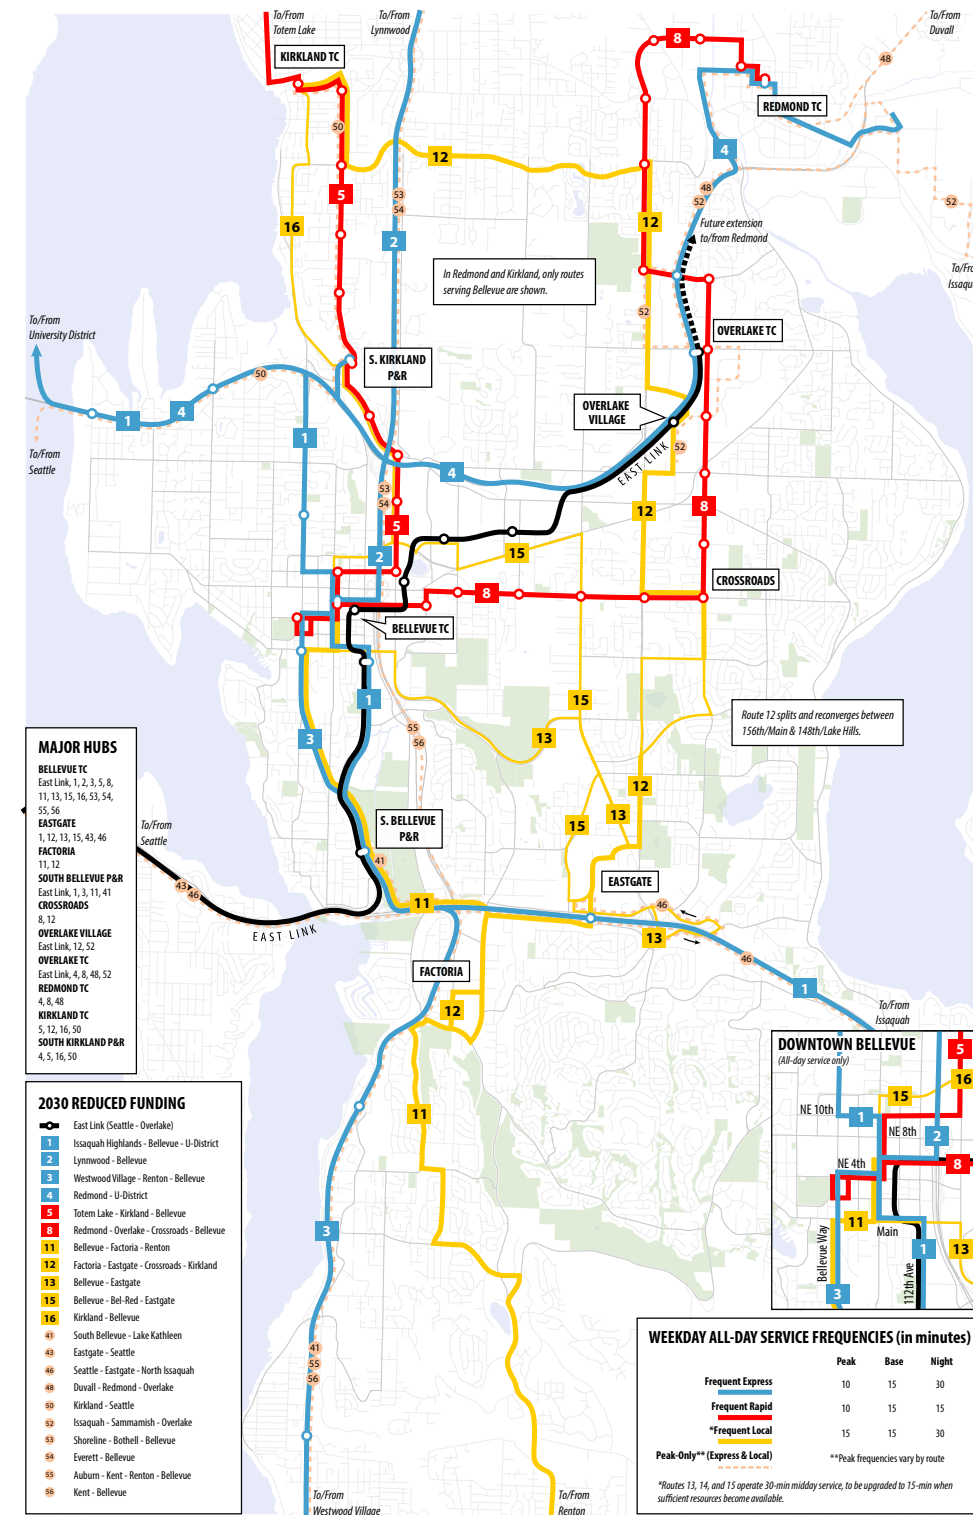 To/From
Totem Lake
To/From
Lynnwood
To/From
Duvall
KIRKLAND TC
8
48
REDMOND TC
50
12
4
5
53
54
48
52
52
16
2
12
Future extension
to/from Redmond
In Redmond and Kirkland, only routes
serving Bellevue are shown.
To/Fro
Issaqu
52
To/From
University District
OVERLAKE TC
S. KIRKLAND
P&R
50
4
1
OVERLAKE
VILLAGE
1
To/From
Seattle
52
EAST LINK
4
53
54
12
8
5
15
2
CROSSROADS
8
BELLEVUE TC
1
15
Route 12 splits and reconverges between
156th/Main & 148th/Lake Hills.
55
56
3
13
MAJOR HUBS
BELLEVUE TC
East Link, 1, 2, 3, 5, 8,
11, 13, 15, 16, 53, 54,
55, 56
EASTGATE
1, 12, 13, 15, 43, 46
FACTORIA
11, 12
SOUTH BELLEVUE P&R
East Link, 1, 3, 11, 41
CROSSROADS
8, 12
OVERLAKE VILLAGE
East Link, 12, 52
OVERLAKE TC
East Link, 4, 8, 48, 52
REDMOND TC
4, 8, 48
KIRKLAND TC
5, 12, 16, 50
SOUTH KIRKLAND P&R
4, 5, 16, 50
12
13
15
To/From
Seattle
S. BELLEVUE
P&R
41
43
46
EASTGATE
11
46
13
EAST LINK
46
FACTORIA
1
12
To/From
Issaquah
DOWNTOWN BELLEVUE
(All-day service only)
5
16
15
NE 10th
1
NE 8th
2
NE 4th
8
11
Main
Bellevue Way
1
13
112th Ave
3
11
3
2030 REDUCED FUNDING
East Link (Seattle - Overlake)
1 Issaquah Highlands - Bellevue - U-District
2 Lynnwood - Bellevue
3 Westwood Village - Renton - Bellevue
4 Redmond - U-District
5 Totem Lake - Kirkland - Bellevue
8 Redmond - Overlake - Crossroads - Bellevue
11 Bellevue - Factoria - Renton
12 Factoria - Eastgate - Crossroads - Kirkland
13 Bellevue - Eastgate
15 Bellevue - Bel-Red - Eastgate
16 Kirkland - Bellevue
41 South Bellevue - Lake Kathleen
43 Eastgate - Seattle
46 Seattle - Eastgate - North Issaquah
48 Duvall - Redmond - Overlake
50 Kirkland - Seattle
52 Issaquah - Sammamish - Overlake
53 Shoreline - Bothell - Bellevue
54 Everett - Bellevue
55 Auburn - Kent - Renton - Bellevue
56 Kent - Bellevue
41
55
56
To/From
Westwood Village
To/From
Renton
WEEKDAY ALL-DAY SERVICE FREQUENCIES (in minutes)
Peak Base Night
Frequent Express 10 15 30
Frequent Rapid 10 15 15
*Frequent Local 15 15 30
Peak-Only** (Express & Local) **Peak frequencies vary by route
*Routes 13, 14, and 15 operate 30-min midday service, to be upgraded to 15-min when
sufficient resources become available.